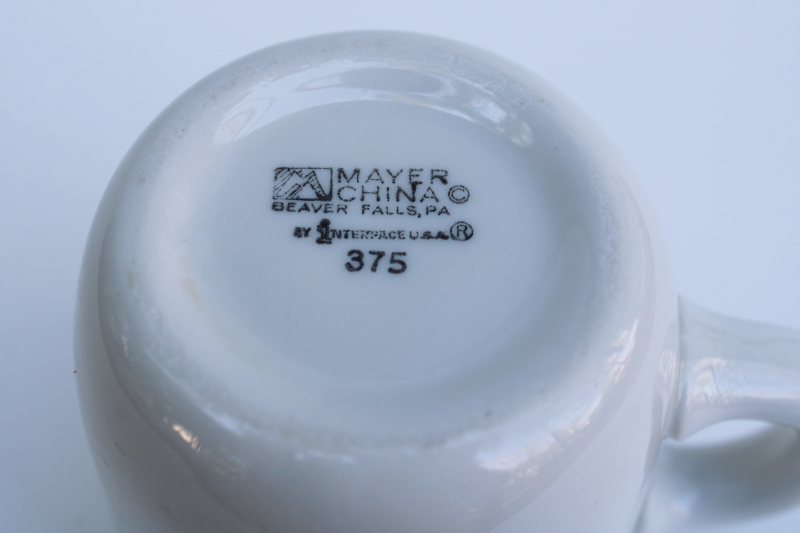 MAYER
CHINA ©
BEAVER FALLS, PA
BY INTERPACE U.S.A. ®
375